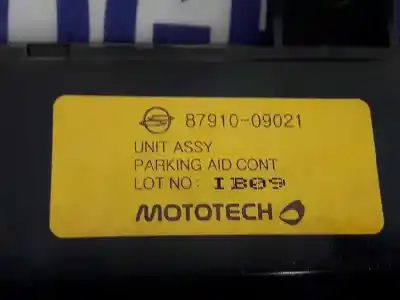 87910-09021
UNIT ASSY
PARKING AID CONT
LOT NO: IB09
MOTOTECH